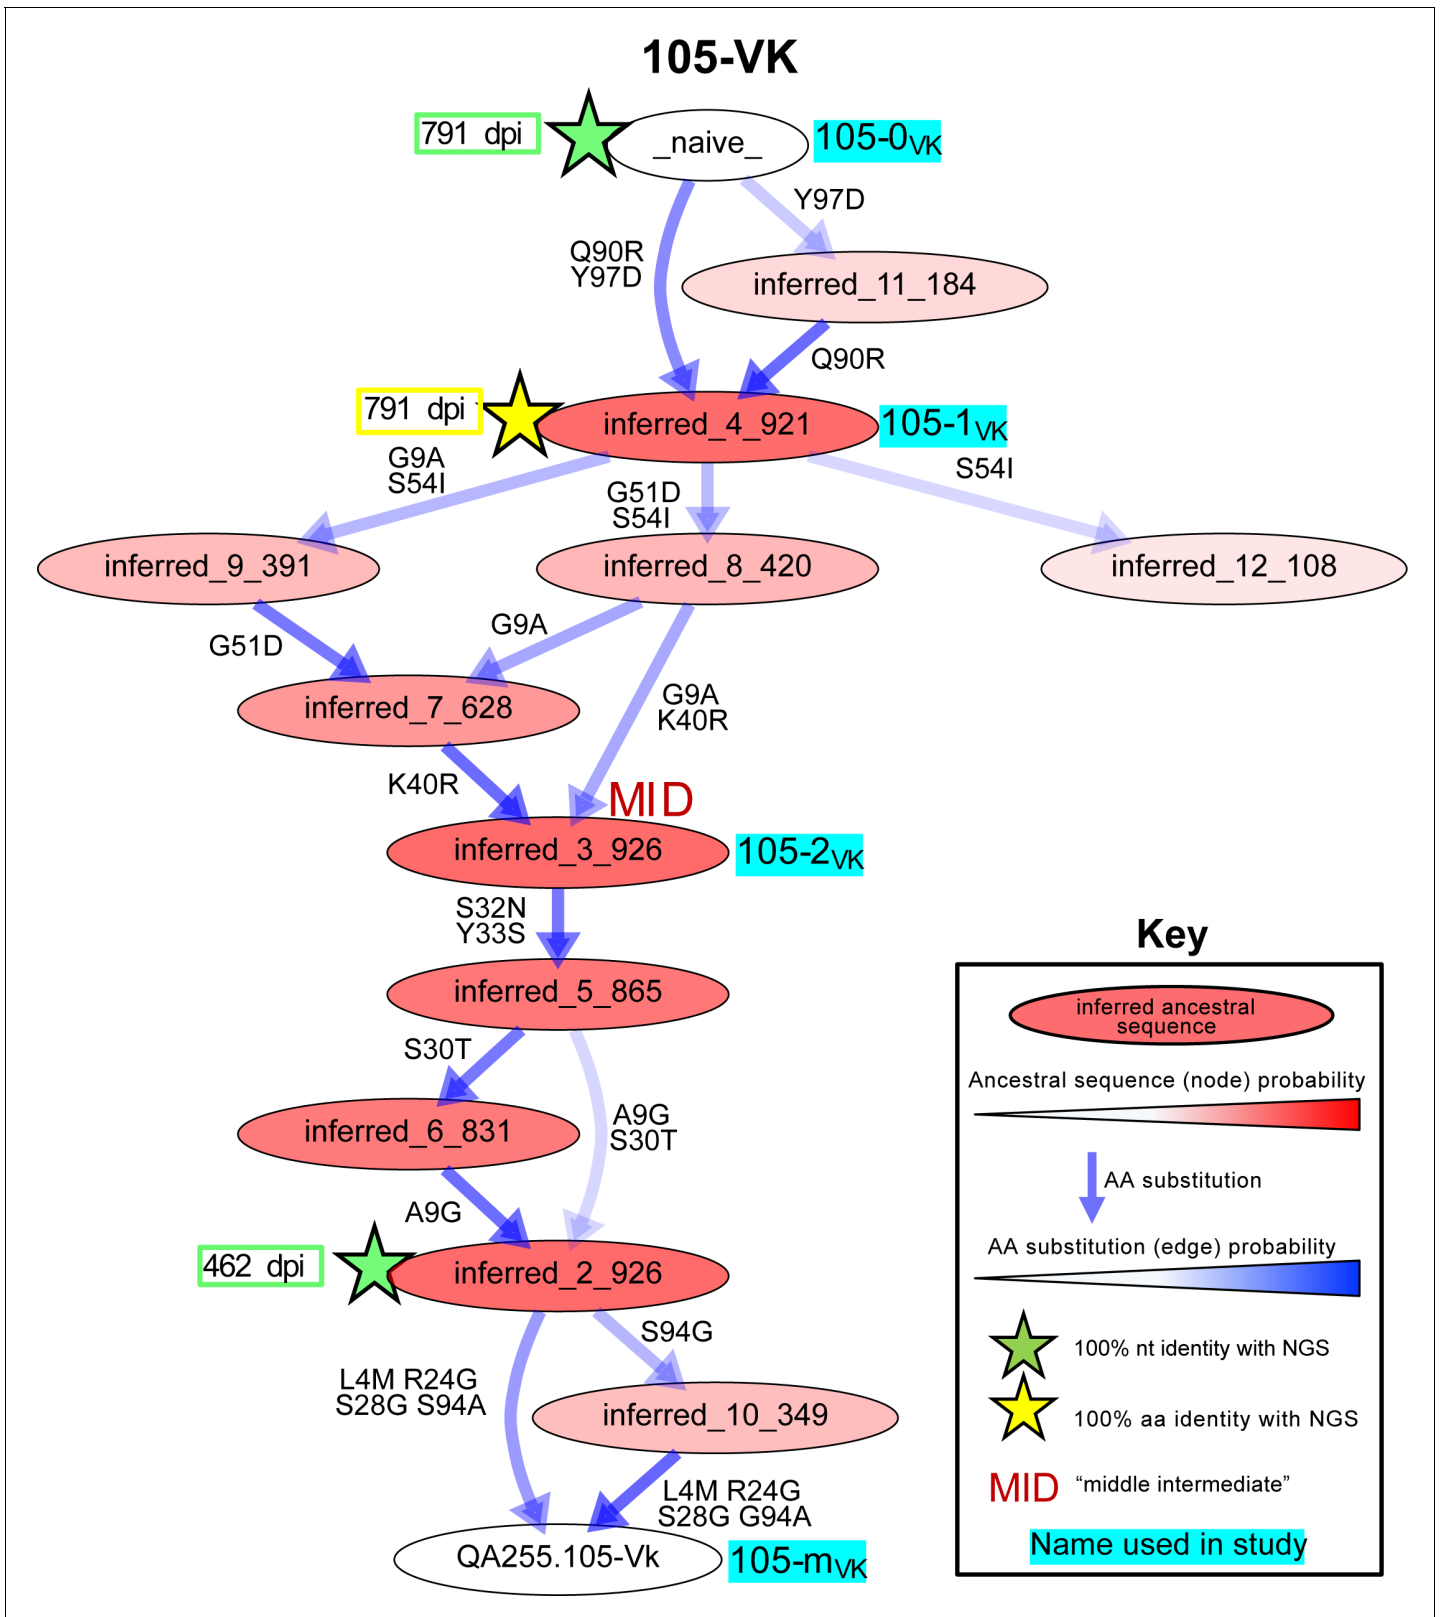 105-VK
791 dpi
_naive_
105-0VK
Y97D
Q90R
Y97D
inferred_11_184
Q90R
791 dpi
inferred_4_921
105-1VK
G9A
S54I
G51D
S54I
S54I
inferred_9_391
inferred_8_420
inferred_12_108
G51D
G9A
G9A
K40R
inferred_7_628
K40R
MID
inferred_3_926
105-2VK
S32N
Y33S
inferred_5_865
S30T
A9G
S30T
inferred_6_831
A9G
462 dpi
inferred_2_926
S94G
L4M R24G
S28G S94A
inferred_10_349
L4M R24G
S28G G94A
QA255.105-Vk
105-mVK
Key
inferred ancestral
sequence
Ancestral sequence (node) probability
AA substitution
AA substitution (edge) probability
100% nt identity with NGS
100% aa identity with NGS
MID “middle intermediate”
Name used in study